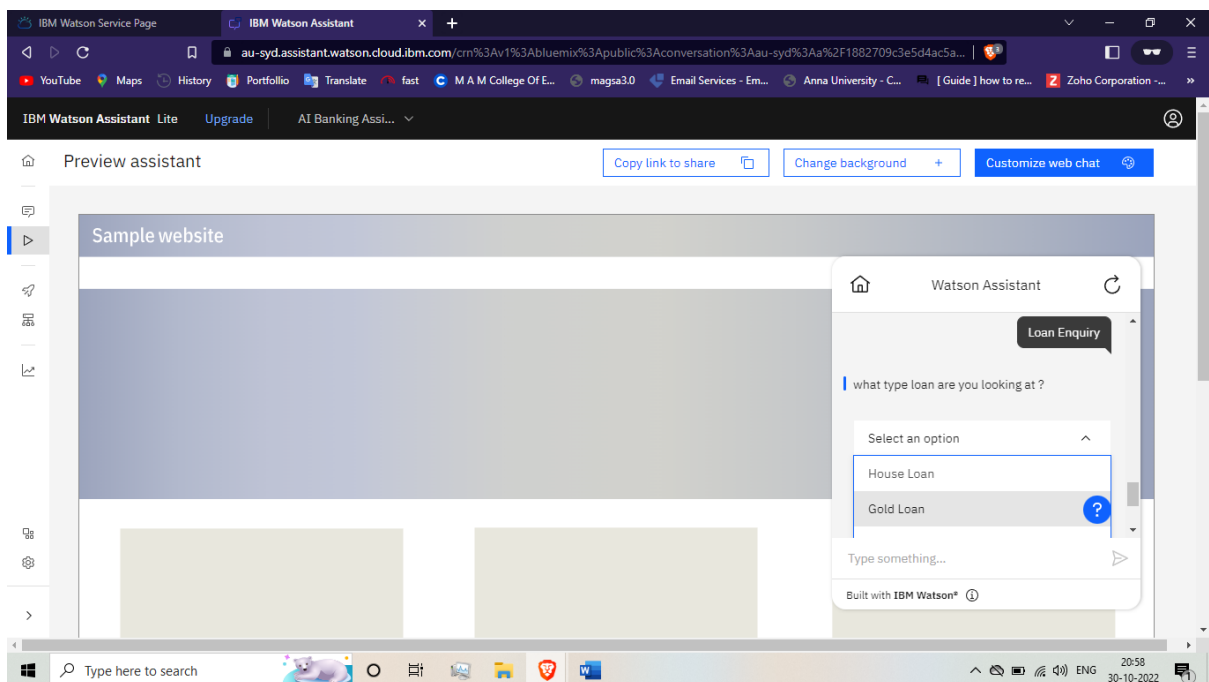 IBM Watson Service Page
IBM Watson Assistant
au-syd.assistant.watson.cloud.ibm.com/crn%3Av1%3Abluemix%3Apublic%3Aconversation%3Aau-syd%3Aa%2F1882709c3e5d4ac5a...
YouTube Maps History Portfollio Translate fast M A M College Of E... magsa3.0 Email Services - Em... Anna University - C... [ Guide ] how to re... Zoho Corporation -... »
IBM Watson Assistant Lite Upgrade AI Banking Assi...
Preview assistant Copy link to share Change background + Customize web chat
Sample website
Watson Assistant
Loan Enquiry
what type loan are you looking at ?
Select an option
House Loan
Gold Loan
?
Type something...
Built with IBM Watson®
Type here to search
ENG
20:58
30-10-2022